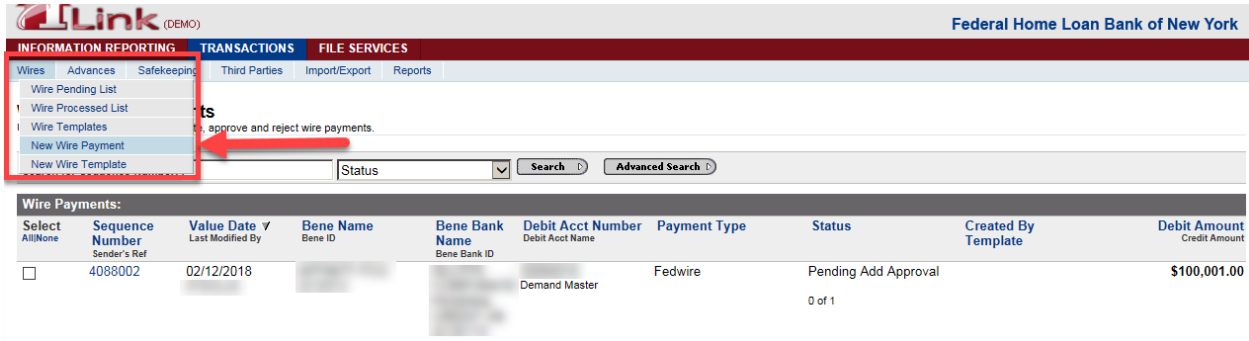 1Link (DEMO)
Federal Home Loan Bank of New York
INFORMATION REPORTING TRANSACTIONS FILE SERVICES
Wires Advances Safekeeping Third Parties Import/Export Reports
Wire Pending List
Wire Processed List
ts
Wire Templates
, approve and reject wire payments.
New Wire Payment
New Wire Template
Status Search Advanced Search
Wire Payments:
Select Sequence Value Date Bene Name Bene Bank Debit Acct Number Payment Type Status Created By Debit Amount
All|None Number Last Modified By Bene ID Name Debit Acct Name Template Credit Amount
Sender's Ref Bene Bank ID
4088002 02/12/2018 Fedwire Pending Add Approval $100,001.00
Demand Master
0 of 1